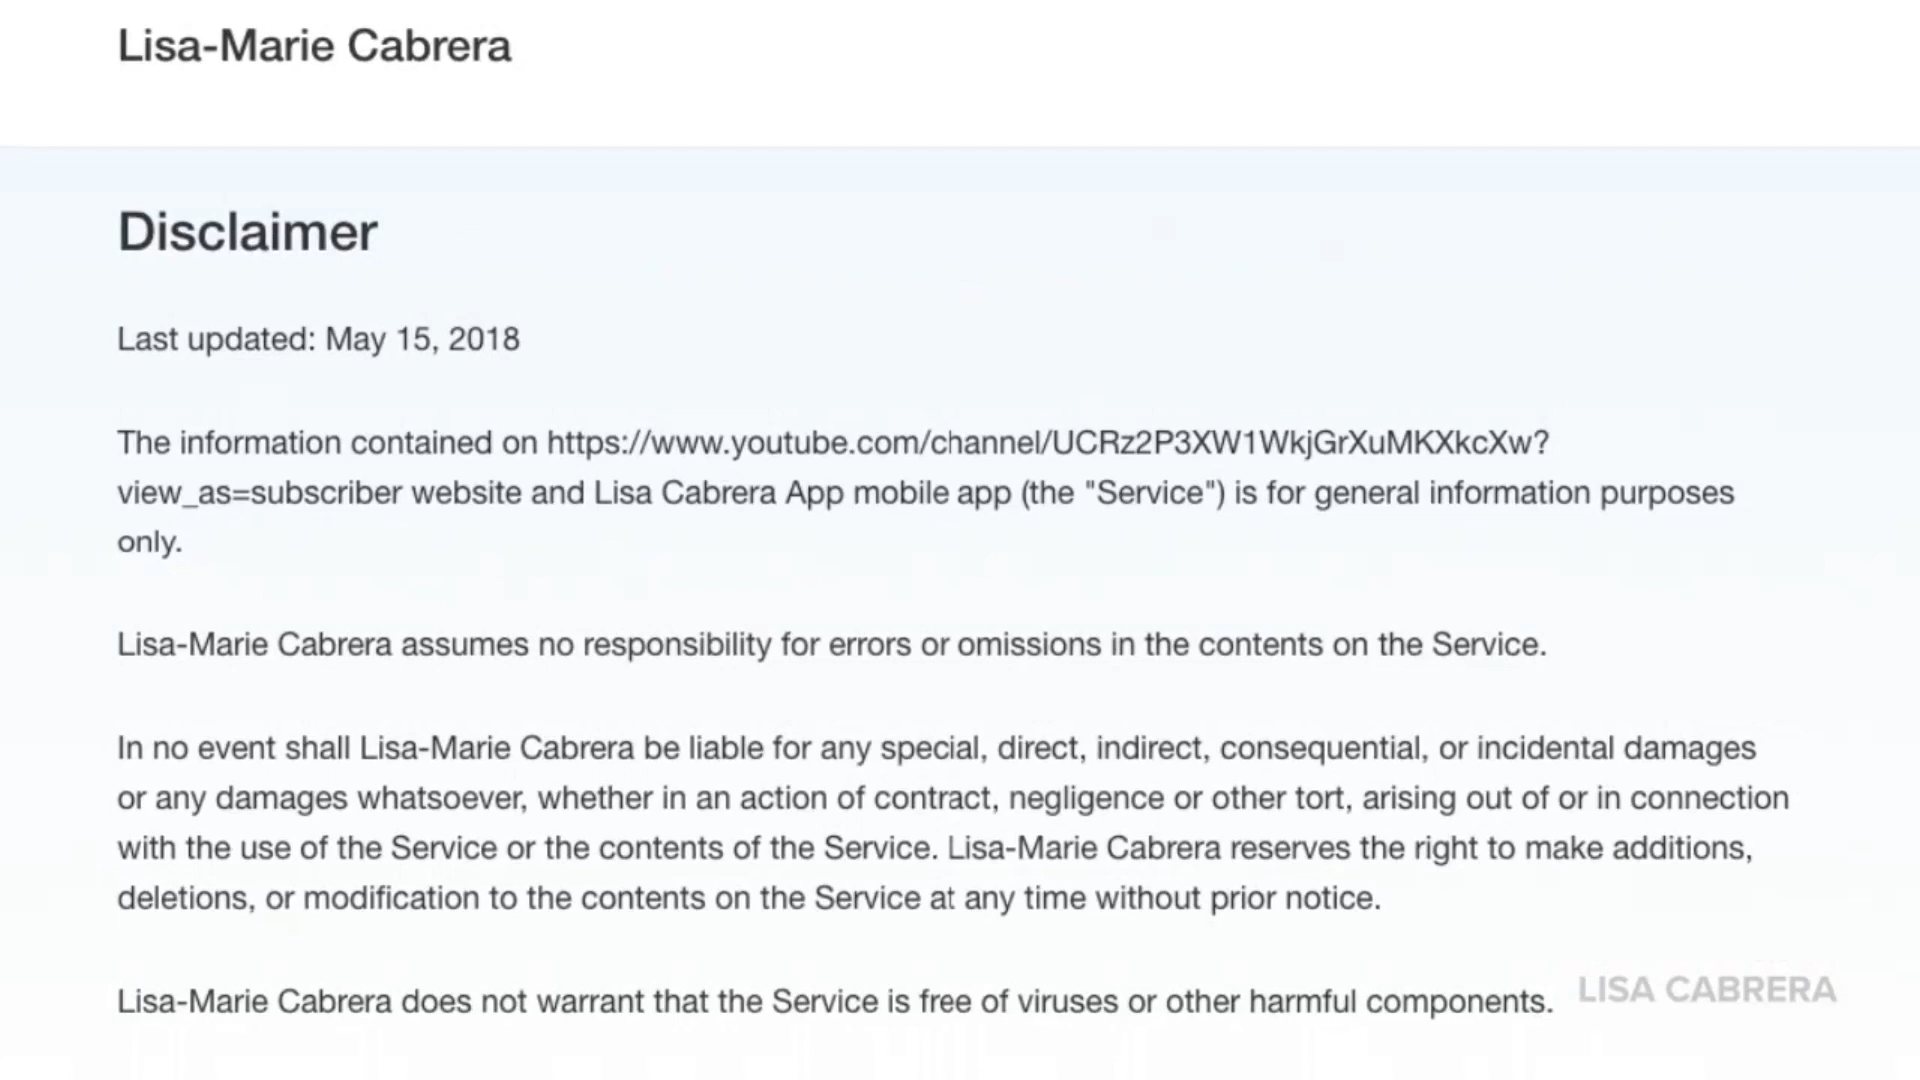 Lisa-Marie Cabrera
Disclaimer
Last updated: May 15, 2018
The information contained on https://www.youtube.com/channel/UCRz2P3XW1WkjGrXuMKXkcXw?
view_as=subscriber website and Lisa Cabrera App mobile app (the "Service") is for general information purposes
only.
Lisa-Marie Cabrera assumes no responsibility for errors or omissions in the contents on the Service.
In no event shall Lisa-Marie Cabrera be liable for any special, direct, indirect, consequential, or incidental damages
or any damages whatsoever, whether in an action of contract, negligence or other tort, arising out of or in connection
with the use of the Service or the contents of the Service. Lisa-Marie Cabrera reserves the right to make additions,
deletions, or modification to the contents on the Service at any time without prior notice.
Lisa-Marie Cabrera does not warrant that the Service is free of viruses or other harmful components.
LISA CABRERA